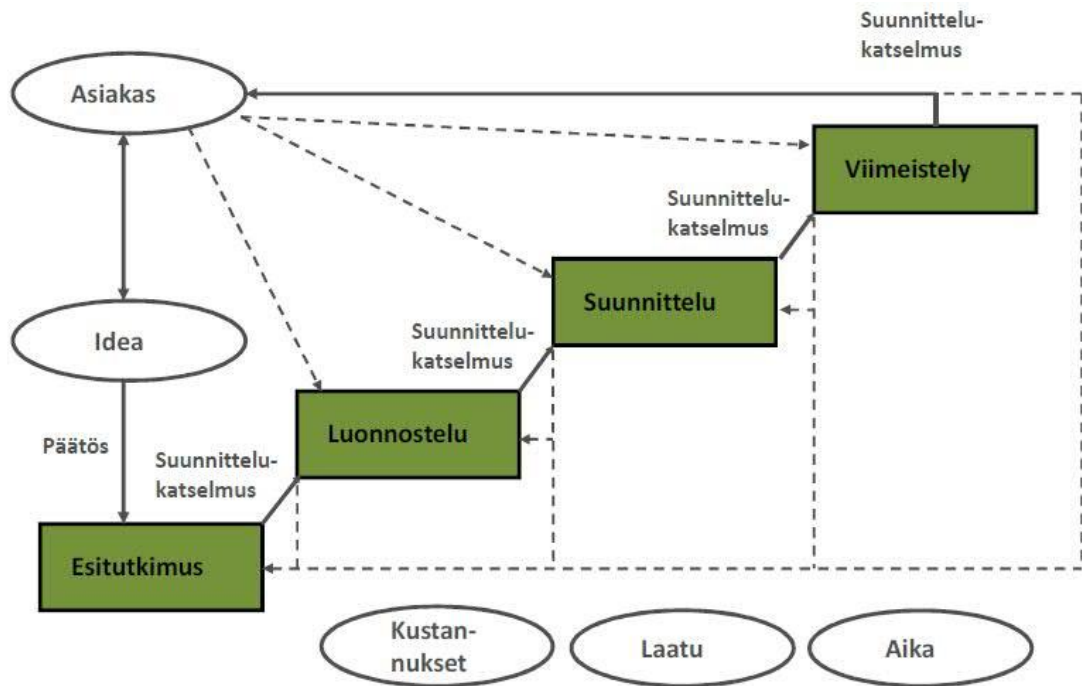 Suunnittelu-
katselmus
Asiakas
Viimeistely
Suunnittelu-
katselmus
Suunnittelu
Idea
Suunnittelu-
katselmus
Luonnostelu
Päätös
Suunnittelu-
katselmus
Esitutkimus
Kustan-
nukset
Laatu
Aika